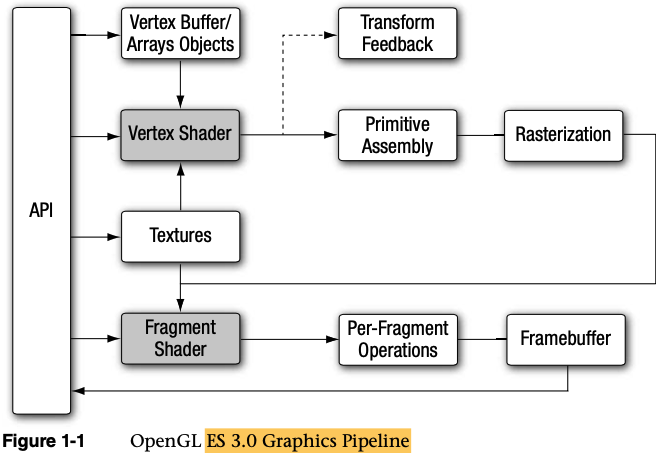 Vertex Buffer/
Arrays Objects
Transform
Feedback
Vertex Shader
Primitive
Assembly
Rasterization
API
Textures
Fragment
Shader
Per-Fragment
Operations
Framebuffer
Figure 1-1 OpenGL ES 3.0 Graphics Pipeline